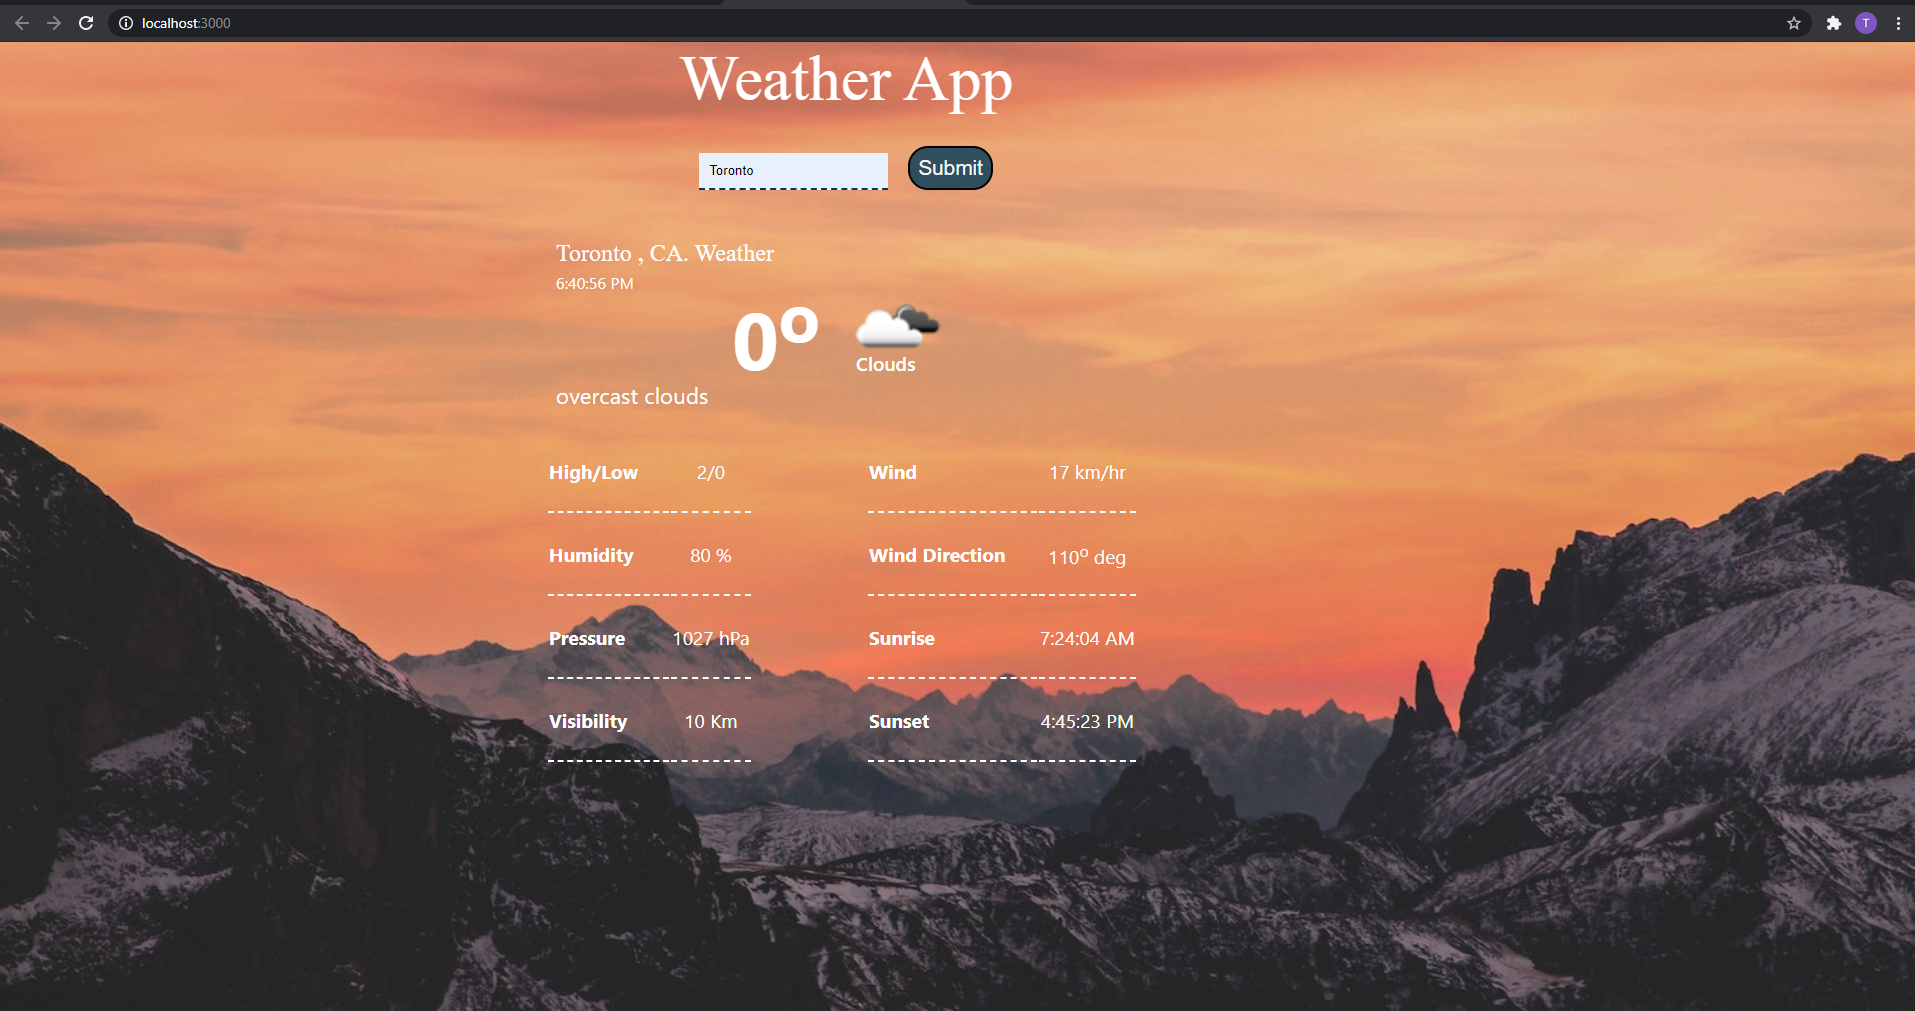 localhost:3000
T
Weather App
Toronto
Submit
Toronto , CA. Weather
6:40:56 PM
0º
Clouds
overcast clouds
High/Low 2/0 Wind 17 km/hr
Humidity 80 % Wind Direction 110º deg
Pressure 1027 hPa Sunrise 7:24:04 AM
Visibility 10 Km Sunset 4:45:23 PM